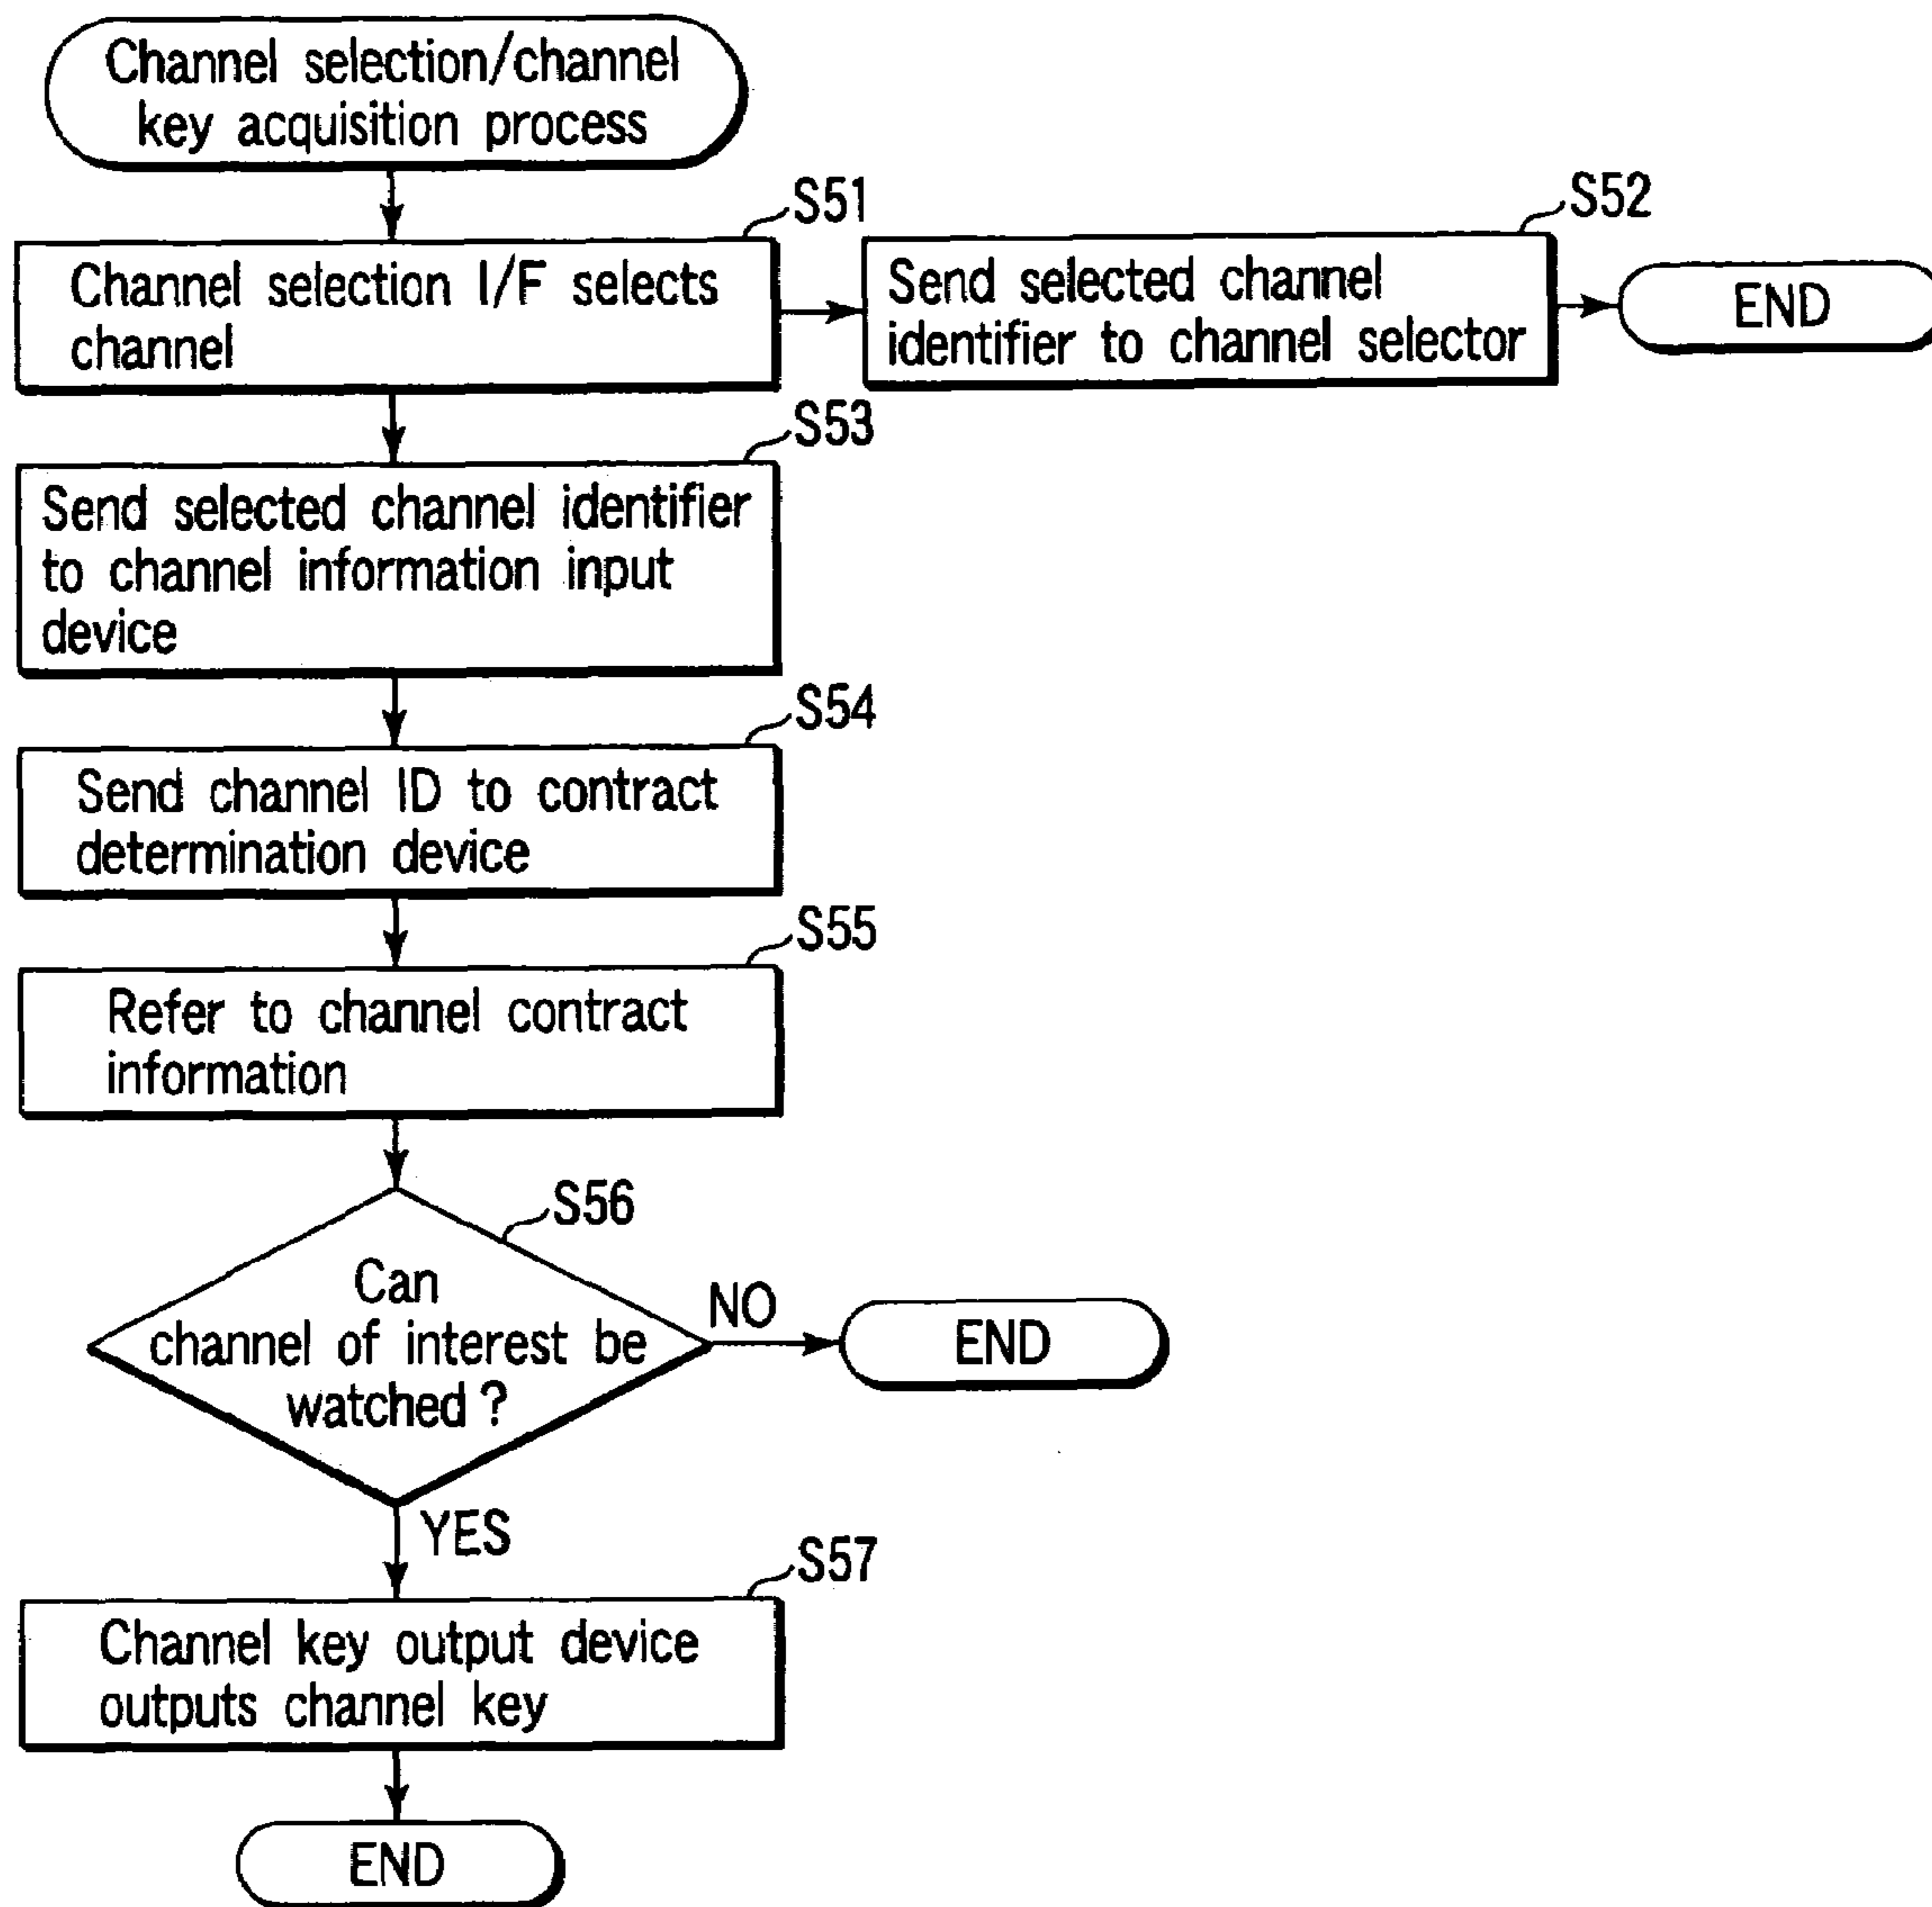 Channel selection/channel
key acquisition process
S51
Channel selection I/F selects
channel
S52
Send selected channel
identifier to channel selector
END
S53
Send selected channel identifier
to channel information input
device
S54
Send channel ID to contract
determination device
S55
Refer to channel contract
information
S56
Can
channel of interest be
watched ?
NO
END
YES
S57
Channel key output device
outputs channel key
END